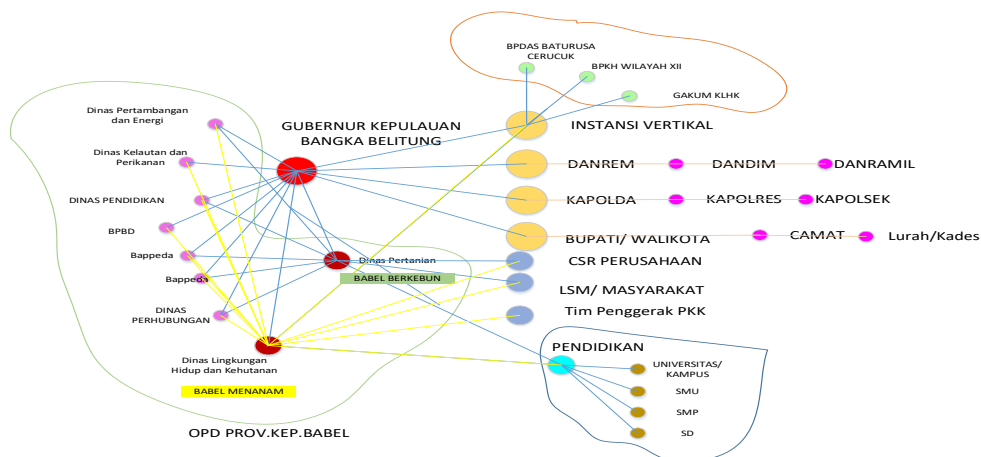 BPDAS BATURUSA
CERUCUK
BPKH WILAYAH XII
GAKUM KLHK
Dinas Pertambangan
dan Energi
GUBERNUR KEPULAUAN
BANGKA BELITUNG
INSTANSI VERTIKAL
Dinas Kelautan dan
Perikanan
DANREM
DANDIM
DANRAMIL
DINAS PENDIDIKAN
KAPOLDA
KAPOLRES
KAPOLSEK
BPBD
BUPATI/ WALIKOTA
CAMAT
Lurah/Kades
Bappeda
Dinas Pertanian
CSR PERUSAHAAN
Bappeda
BABEL BERKEBUN
LSM/ MASYARAKAT
DINAS
PERHUBUNGAN
Tim Penggerak PKK
PENDIDIKAN
Dinas Lingkungan
Hidup dan Kehutanan
UNIVERSITAS/
KAMPUS
BABEL MENANAM
SMU
SMP
OPD PROV.KEP.BABEL
SD